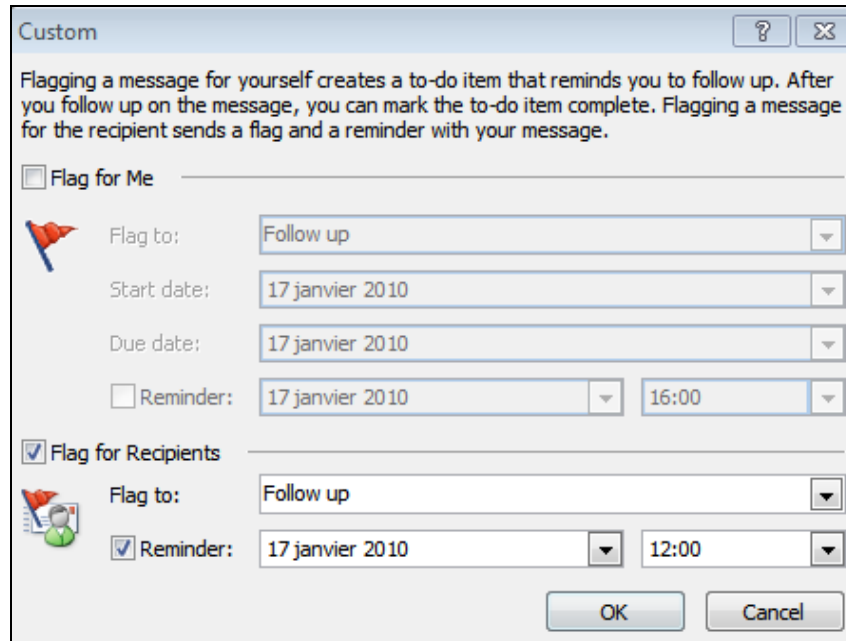 Custom
Flagging a message for yourself creates a to-do item that reminds you to follow up. After
you follow up on the message, you can mark the to-do item complete. Flagging a message
for the recipient sends a flag and a reminder with your message.
Flag for Me
Flag to: Follow up
Start date: 17 janvier 2010
Due date: 17 janvier 2010
Reminder: 17 janvier 2010 16:00
Flag for Recipients
Flag to: Follow up
Reminder: 17 janvier 2010 12:00
OK Cancel